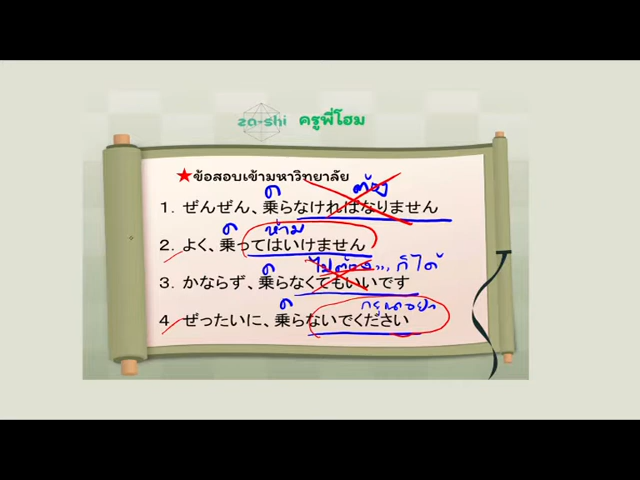 za-shi ครูพี่โฮม
★ข้อสอบเข้ามหาวิทยาลัย
ต้อง
1. ぜんぜん、乗らなければなりません
ห้าม
2. よく、乗ってはいけません
ไม่ต้อง... ก็ได้
3. かならず、乗らなくてもいいです
กรุณาอย่า
4 ぜったいに、乗らないでください